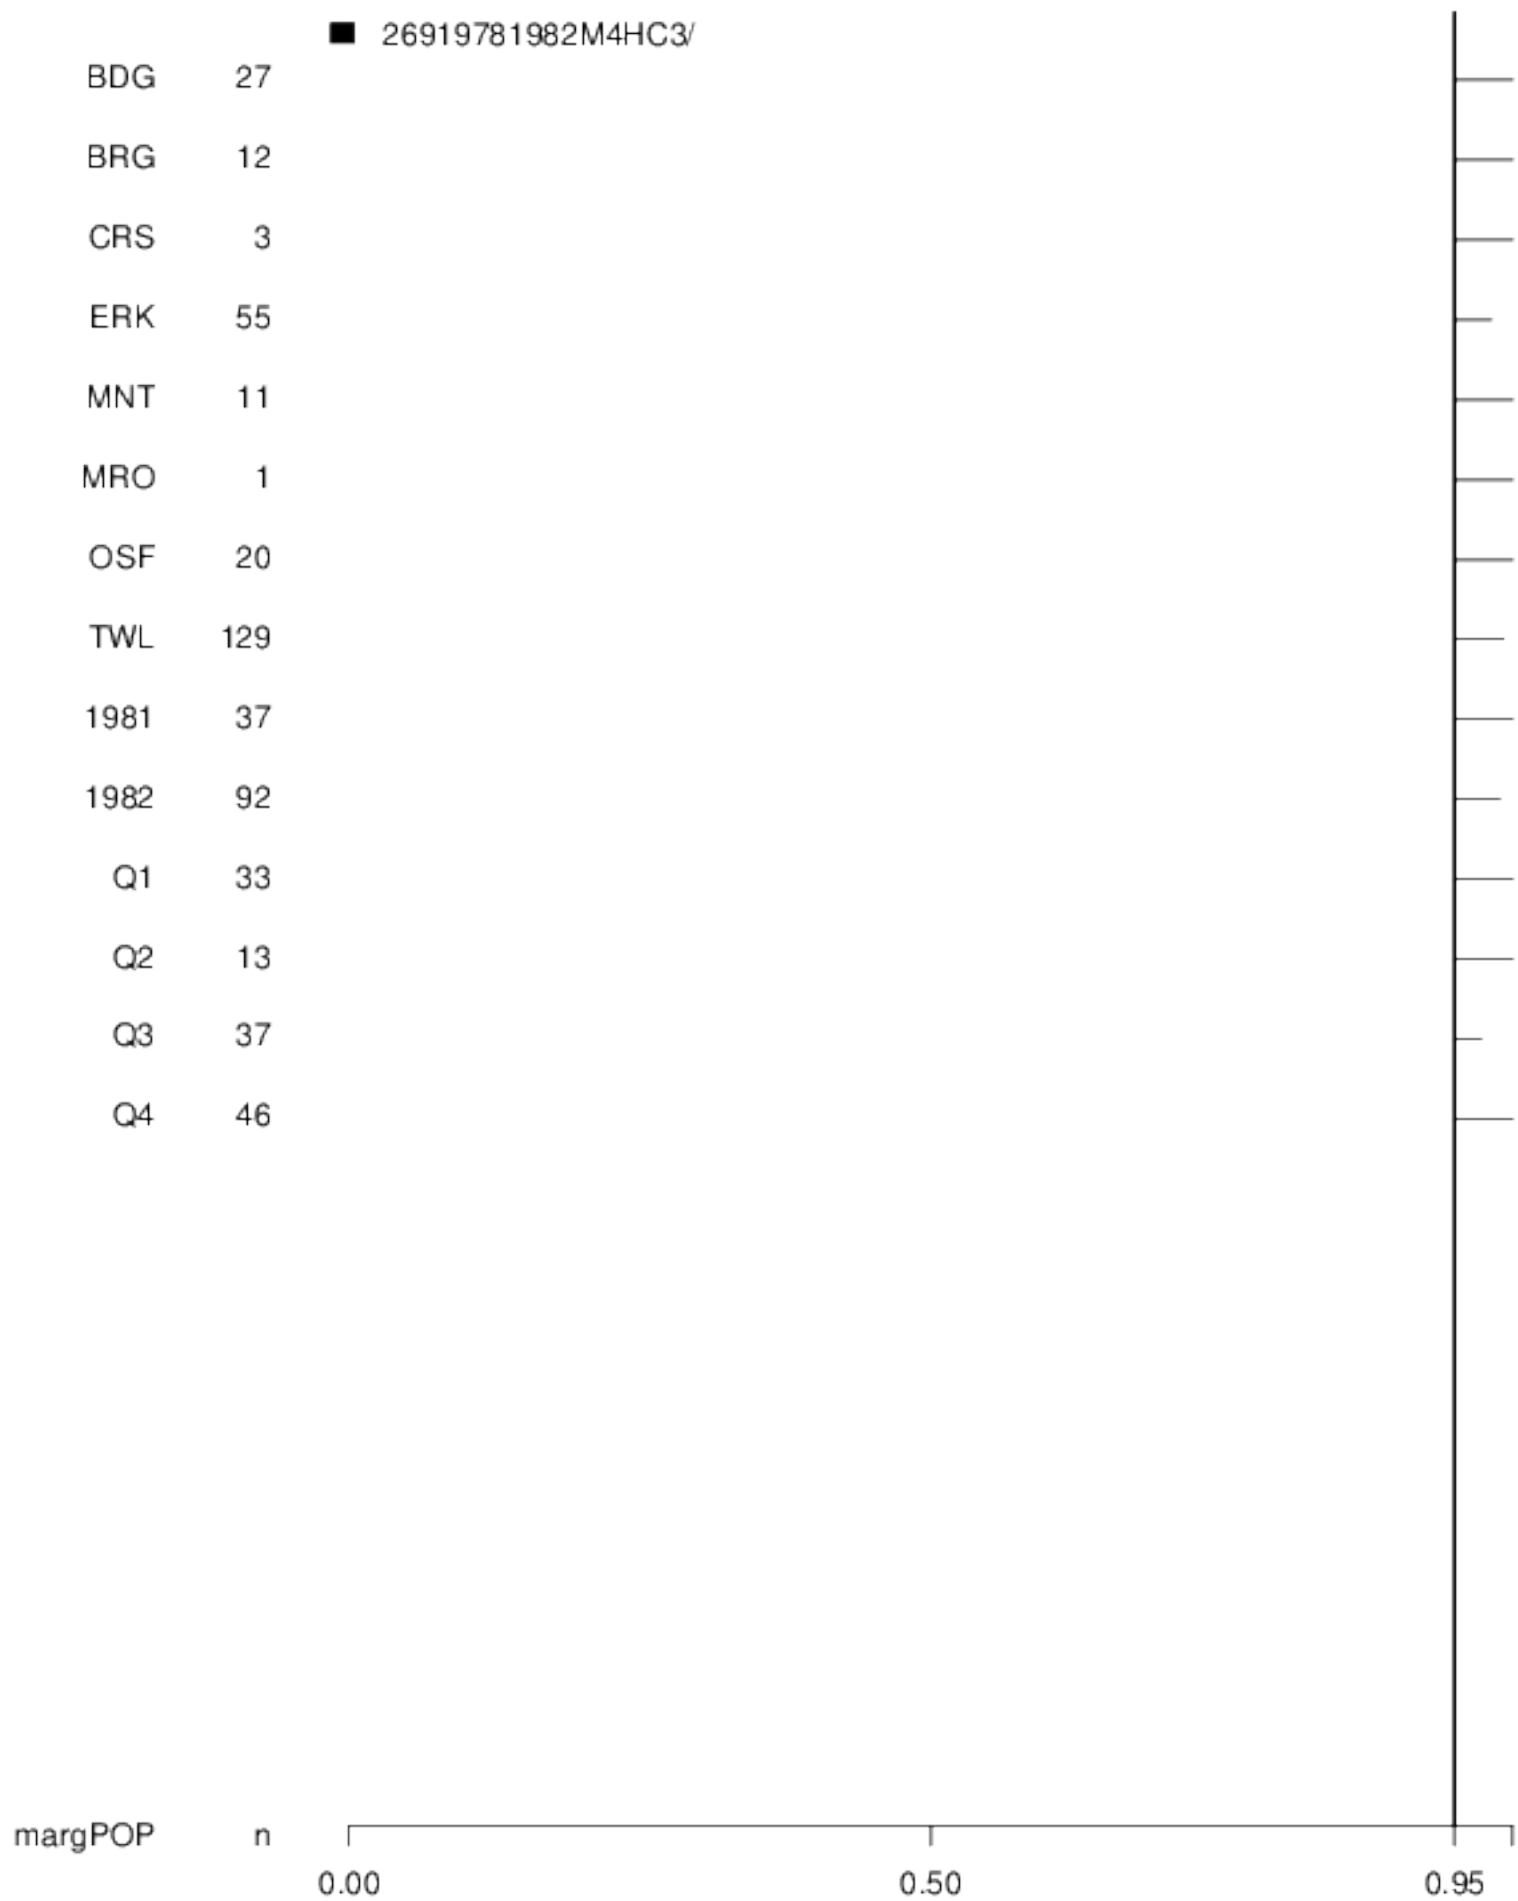 26919781982M4HC3/
BDG 27
BRG 12
CRS 3
ERK 55
MNT 11
MRO 1
OSF 20
TWL 129
1981 37
1982 92
Q1 33
Q2 13
Q3 37
Q4 46
margPOP n
0.00 0.50 0.95